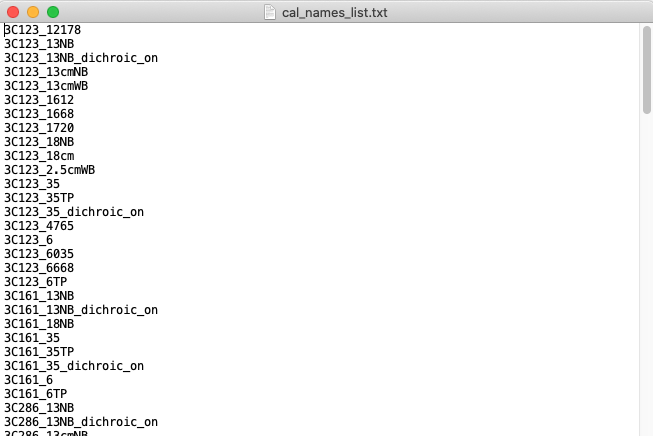 cal_names_list.txt
3C123_12178
3C123_13NB
3C123_13NB_dichroic_on
3C123_13cmNB
3C123_13cmWB
3C123_1612
3C123_1668
3C123_1720
3C123_18NB
3C123_18cm
3C123_2.5cmWB
3C123_35
3C123_35TP
3C123_35_dichroic_on
3C123_4765
3C123_6
3C123_6035
3C123_6668
3C123_6TP
3C161_13NB
3C161_13NB_dichroic_on
3C161_18NB
3C161_35
3C161_35TP
3C161_35_dichroic_on
3C161_6
3C161_6TP
3C286_13NB
3C286_13NB_dichroic_on
3C286_13cmNB